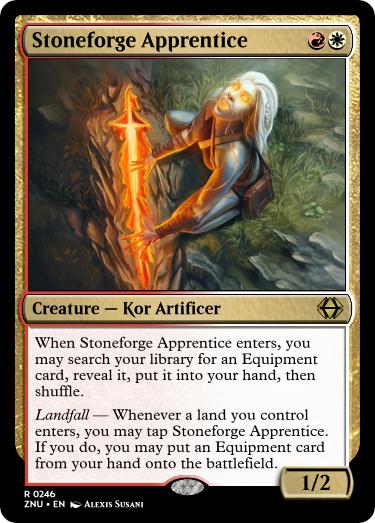 Stoneforge Apprentice
Creature — Kor Artificer
When Stoneforge Apprentice enters, you
may search your library for an Equipment
card, reveal it, put it into your hand, then
shuffle.
Landfall — Whenever a land you control
enters, you may tap Stoneforge Apprentice.
If you do, you may put an Equipment card
from your hand onto the battlefield.
1/2
R 0246
ZNU • EN Alexis Susani